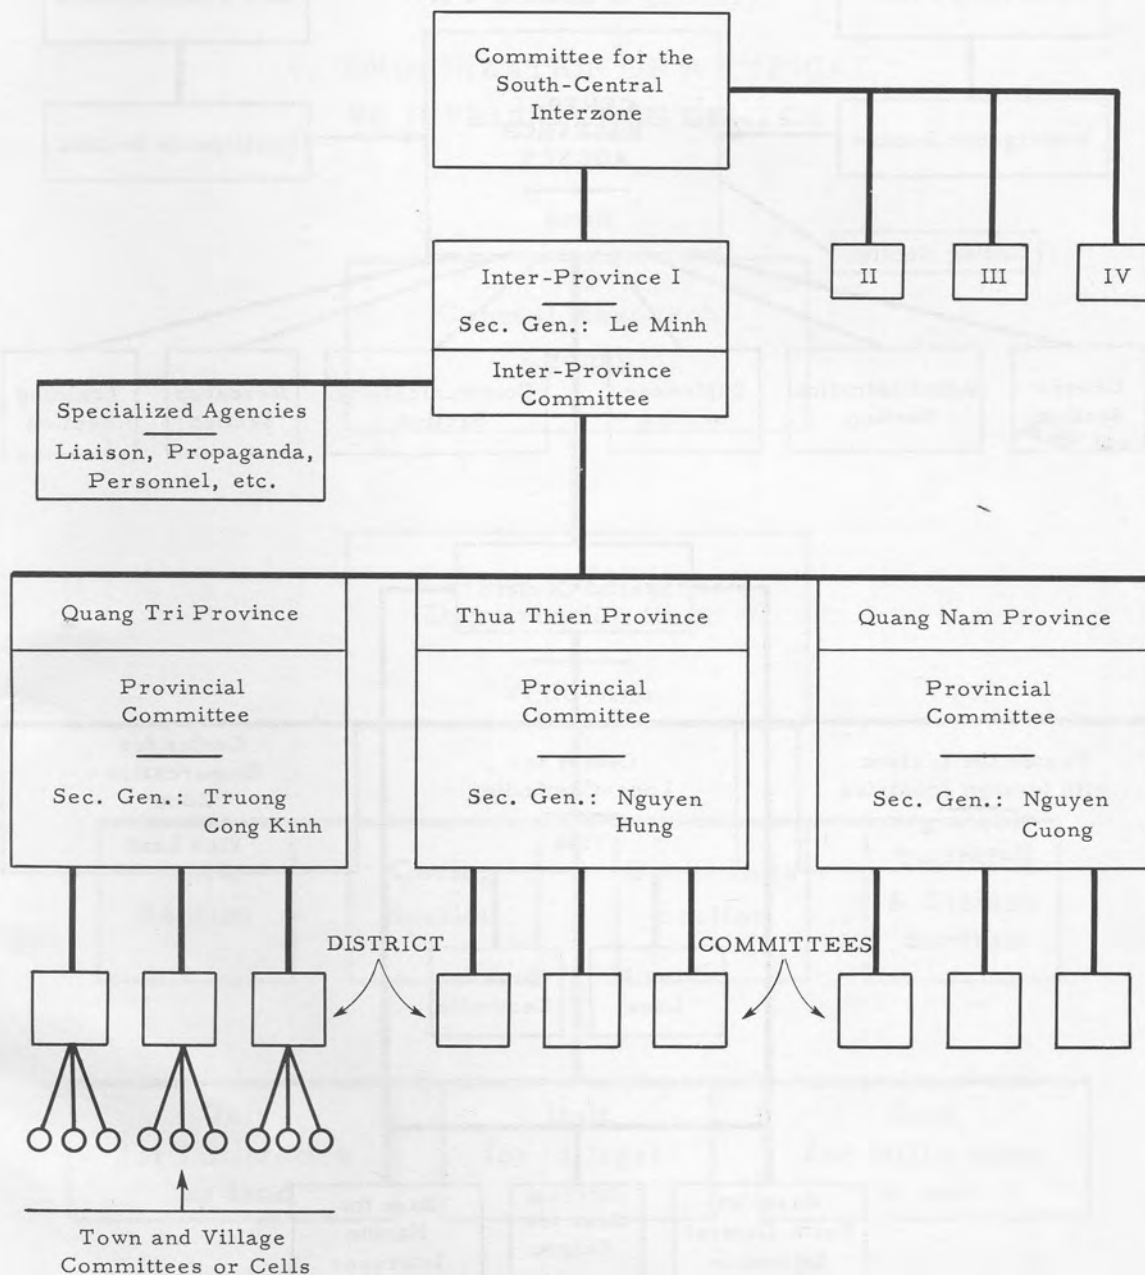 Committee for the
South-Central
Interzone
II
III
IV
Inter-Province I
Sec. Gen.: Le Minh
Inter-Province
Committee
Specialized Agencies
Liaison, Propaganda,
Personnel, etc.
Quang Tri Province
Provincial
Committee
Sec. Gen.: Truong
Cong Kinh
Thua Thien Province
Provincial
Committee
Sec. Gen.: Nguyen
Hung
Quang Nam Province
Provincial
Committee
Sec. Gen.: Nguyen
Cuong
DISTRICT
COMMITTEES
Town and Village
Committees or Cells